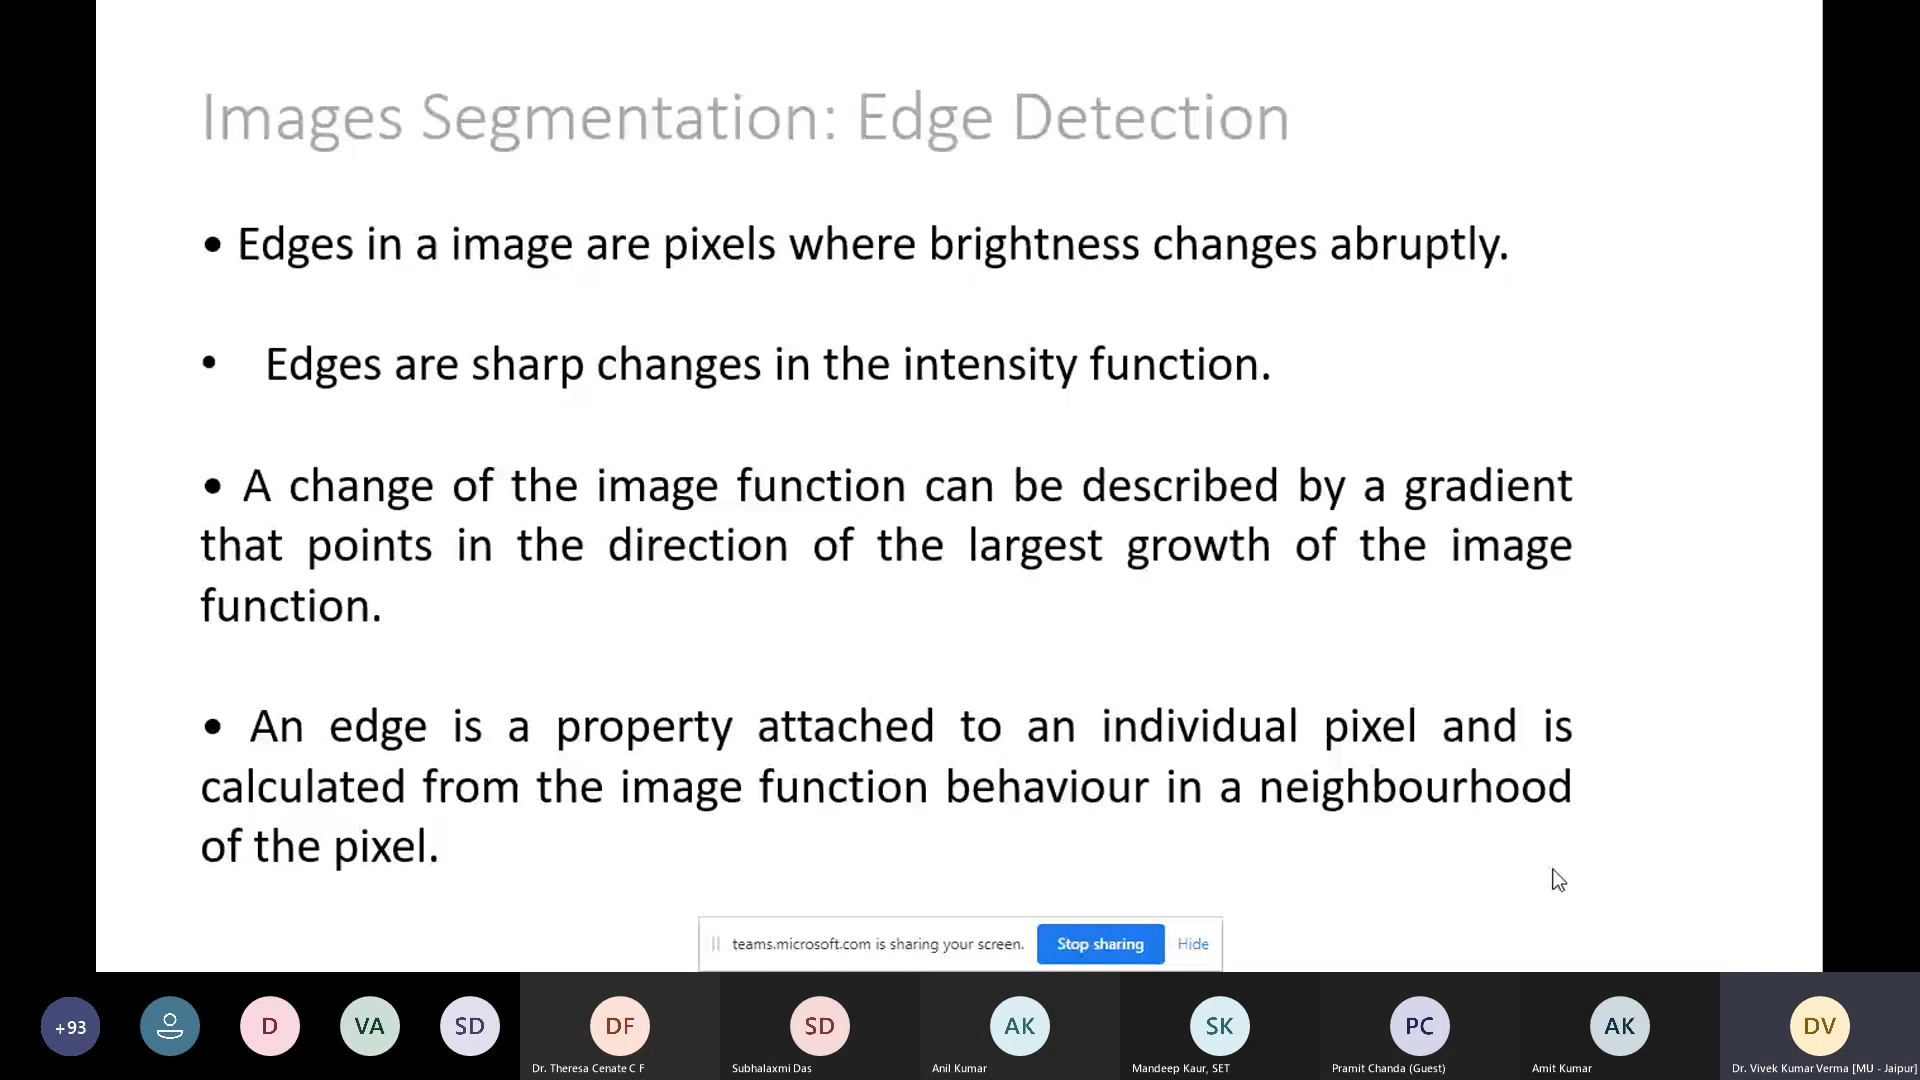 Images Segmentation: Edge Detection
• Edges in a image are pixels where brightness changes abruptly.
• Edges are sharp changes in the intensity function.
• A change of the image function can be described by a gradient
that points in the direction of the largest growth of the image
function.
• An edge is a property attached to an individual pixel and is
calculated from the image function behaviour in a neighbourhood
of the pixel.
teams.microsoft.com is sharing your screen. Stop sharing Hide
+93 D VA SD DF SD AK SK PC AK DV
Dr. Theresa Cenate C F Subhalaxmi Das Anil Kumar Mandeep Kaur, SET Pramit Chanda (Guest) Amit Kumar Dr. Vivek Kumar Verma [MU - Jaipur]